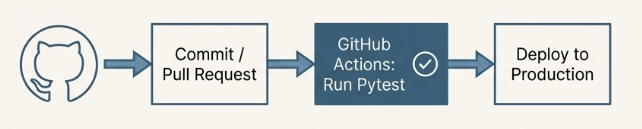 Commit /
Pull Request
GitHub
Actions:
Run Pytest
Deploy to
Production